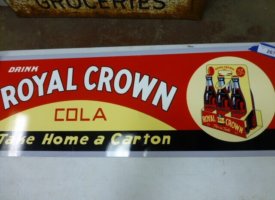 GROCERIES
DRINK
ROYAL CROWN
COLA
Take Home a Carton
ROYAL CROWN